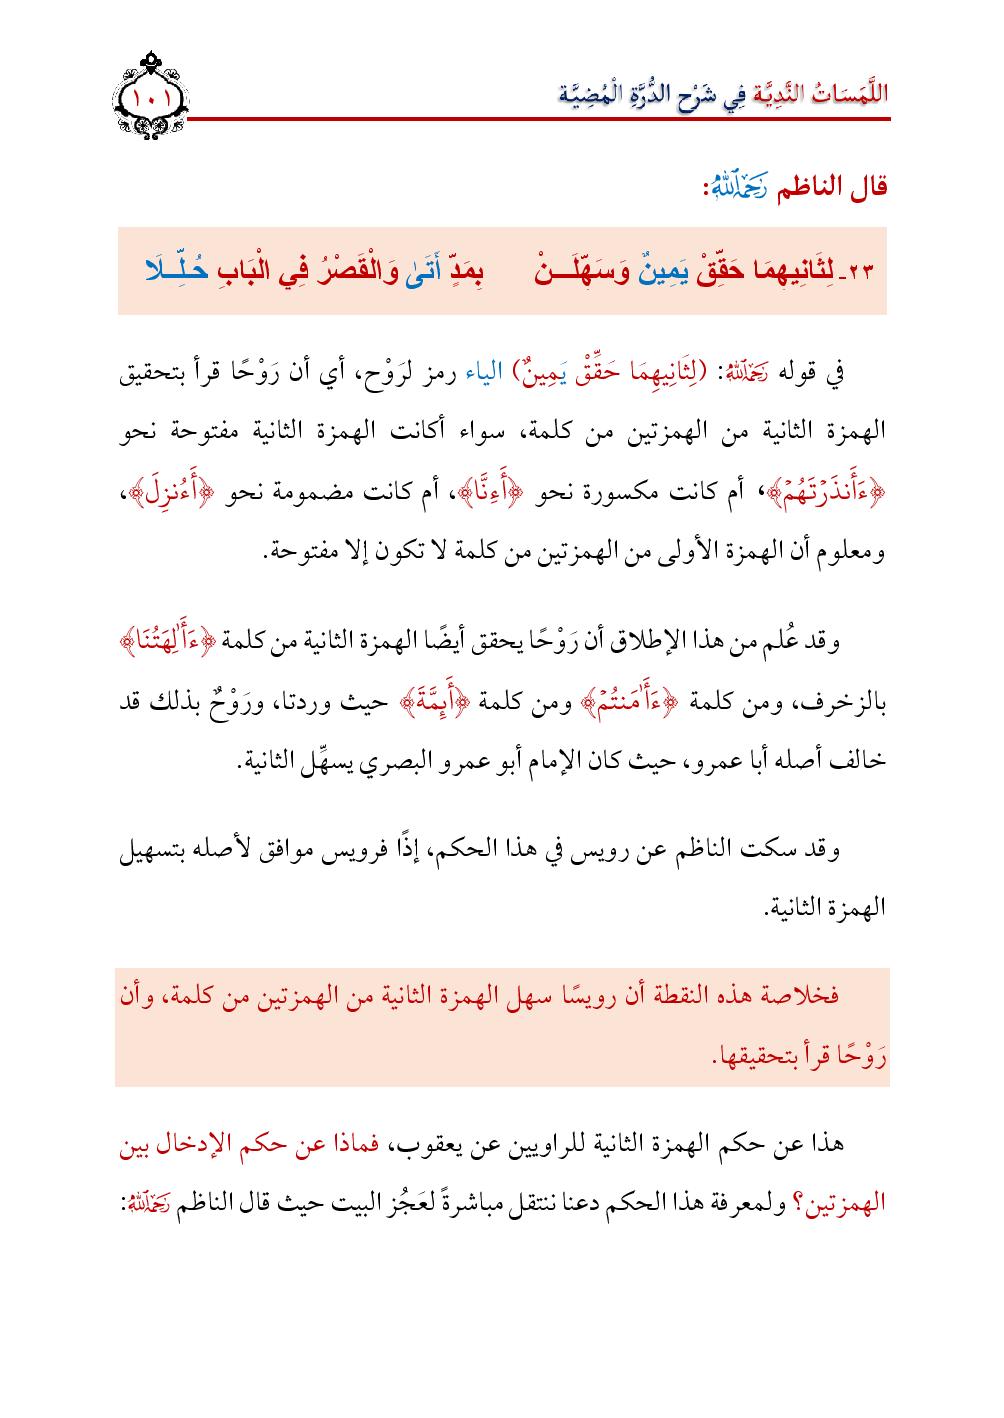 اللَّمَسَاتُ النَّدِيَّة فِي شَرْح الدُّرَّةِ الْمُضِيَّة
١٠١
قال الناظم رَحِمَهُ اللَّهُ:
٢٣- لِثَانِيهِمَا حَقِّقْ يَمِينٌ وَسَهِّلَـــنْ بِمَدٍّ أَتَىٰ وَالْقَصْرُ فِي الْبَابِ حُـلِّــلَا
في قوله رَحِمَهُ اللَّهُ: (لِثَانِيهِمَا حَقِّقْ يَمِينٌ) الياء رمز لرَوْح، أي أن رَوْحًا قرأ بتحقيق
الهمزة الثانية من الهمزتين من كلمة، سواء أكانت الهمزة الثانية مفتوحة نحو
﴿ءَأَنذَرۡتَهُمۡ﴾، أم كانت مكسورة نحو ﴿أَءِنَّا﴾، أم كانت مضمومة نحو ﴿أَءُنزِلَ﴾،
ومعلوم أن الهمزة الأولى من الهمزتين من كلمة لا تكون إلا مفتوحة.
وقد عُلم من هذا الإطلاق أن رَوْحًا يحقق أيضًا الهمزة الثانية من كلمة ﴿ءَأَٰلِهَتُنَا﴾
بالزخرف، ومن كلمة ﴿ءَأَٰمَنتُمۡ﴾ ومن كلمة ﴿أَئِمَّةَ﴾ حيث وردتا، ورَوْحٌ بذلك قد
خالف أصله أبا عمرو، حيث كان الإمام أبو عمرو البصري يسهِّل الثانية.
وقد سكت الناظم عن رويس في هذا الحكم، إذًا فرويس موافق لأصله بتسهيل
الهمزة الثانية.
فخلاصة هذه النقطة أن رويسًا سهل الهمزة الثانية من الهمزتين من كلمة، وأن
رَوْحًا قرأ بتحقيقها.
هذا عن حكم الهمزة الثانية للراويين عن يعقوب، فماذا عن حكم الإدخال بين
الهمزتين؟ ولمعرفة هذا الحكم دعنا ننتقل مباشرةً لعَجُز البيت حيث قال الناظم رَحِمَهُ اللَّهُ: